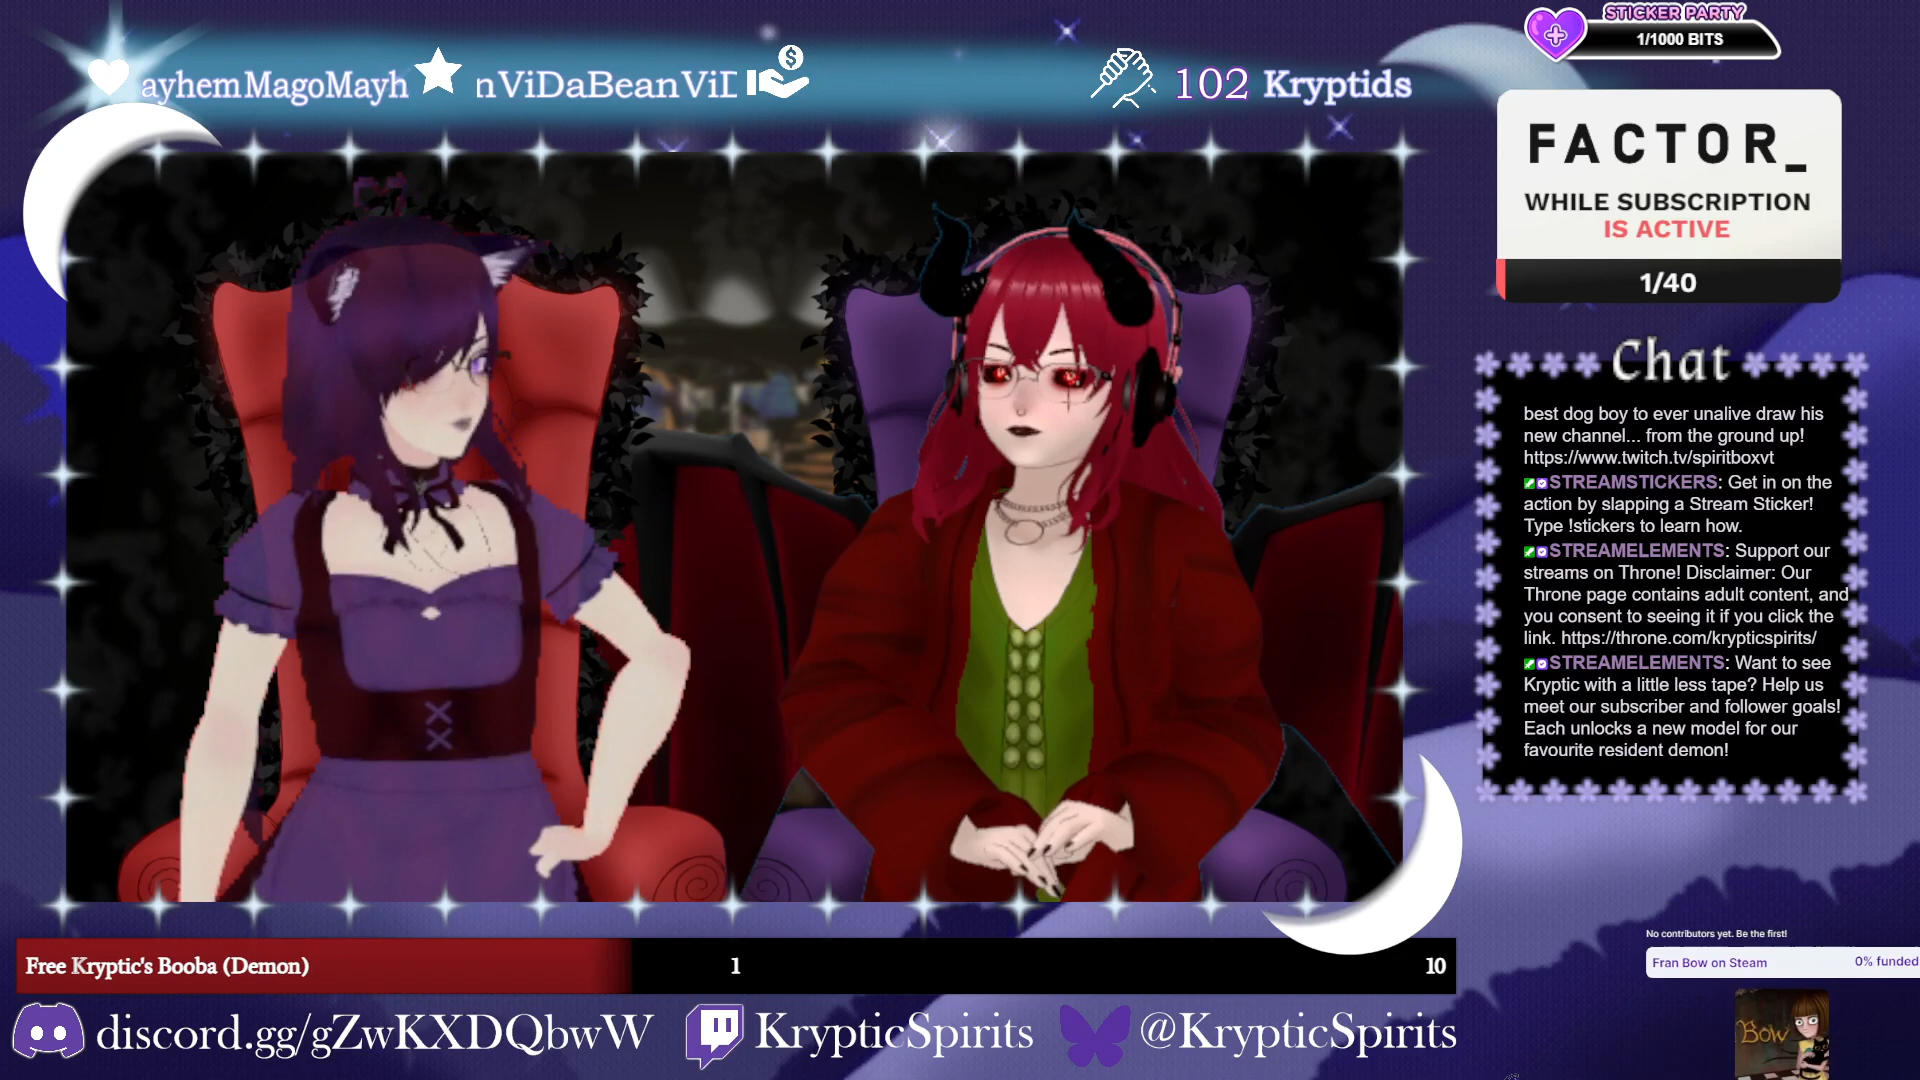 STICKER PARTY
1/1000 BITS
ayhemMagoMayh
nViDaBeanViD
102 Kryptids
FACTOR_
WHILE SUBSCRIPTION
IS ACTIVE
1/40
Chat
best dog boy to ever unalive draw his
new channel... from the ground up!
https://www.twitch.tv/spiritboxvt
STREAMSTICKERS: Get in on the
action by slapping a Stream Sticker!
Type !stickers to learn how.
STREAMELEMENTS: Support our
streams on Throne! Disclaimer: Our
Throne page contains adult content, and
you consent to seeing it if you click the
link. https://throne.com/krypticspirits/
STREAMELEMENTS: Want to see
Kryptic with a little less tape? Help us
meet our subscriber and follower goals!
Each unlocks a new model for our
favourite resident demon!
No contributors yet. Be the first!
Fran Bow on Steam 0% funded
BOW
Free Kryptic's Booba (Demon) 1 10
discord.gg/gZwKXDQbwW KrypticSpirits @KrypticSpirits